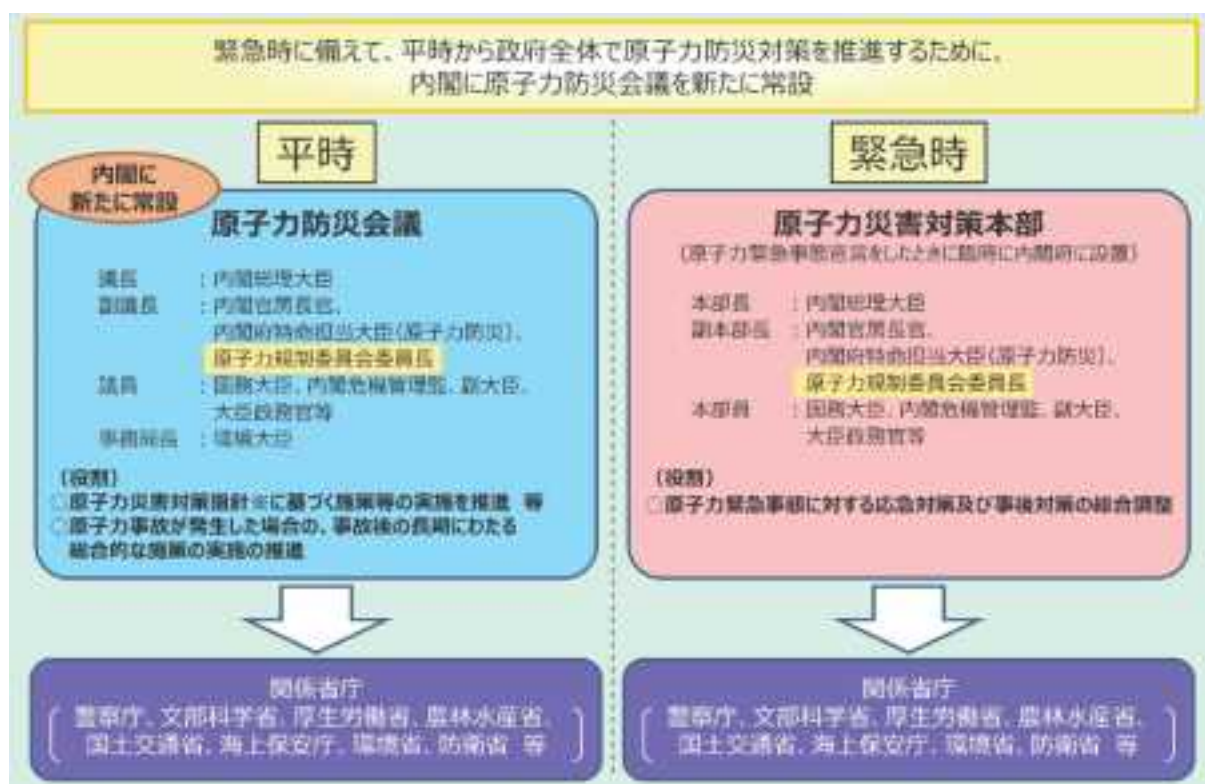 緊急時に備えて、平時から政府全体で原子力防災対策を推進するために、
内閣に原子力防災会議を新たに常設
平時
内閣に
新たに常設
原子力防災会議
議長 :内閣総理大臣
副議長 :内閣官房長官、
内閣府特命担当大臣(原子力防災)、
原子力規制委員会委員長
議員 :国務大臣、内閣危機管理監、副大臣、
大臣政務官等
事務局長 :環境大臣
(役割)
○原子力災害対策指針※に基づく施策等の実施を推進 等
○原子力事故が発生した場合の、事故後の長期にわたる
総合的な施策の実施の推進
関係省庁
警察庁、文部科学省、厚生労働省、農林水産省、
国土交通省、海上保安庁、環境省、防衛省 等
緊急時
原子力災害対策本部
(原子力緊急事態宣言をしたときに臨時に内閣府に設置)
本部長 :内閣総理大臣
副本部長 :内閣官房長官、
内閣府特命担当大臣(原子力防災)、
原子力規制委員会委員長
本部員 :国務大臣、内閣危機管理監、副大臣、
大臣政務官等
(役割)
○原子力緊急事態に対する応急対策及び事後対策の総合調整
関係省庁
警察庁、文部科学省、厚生労働省、農林水産省、
国土交通省、海上保安庁、環境省、防衛省 等